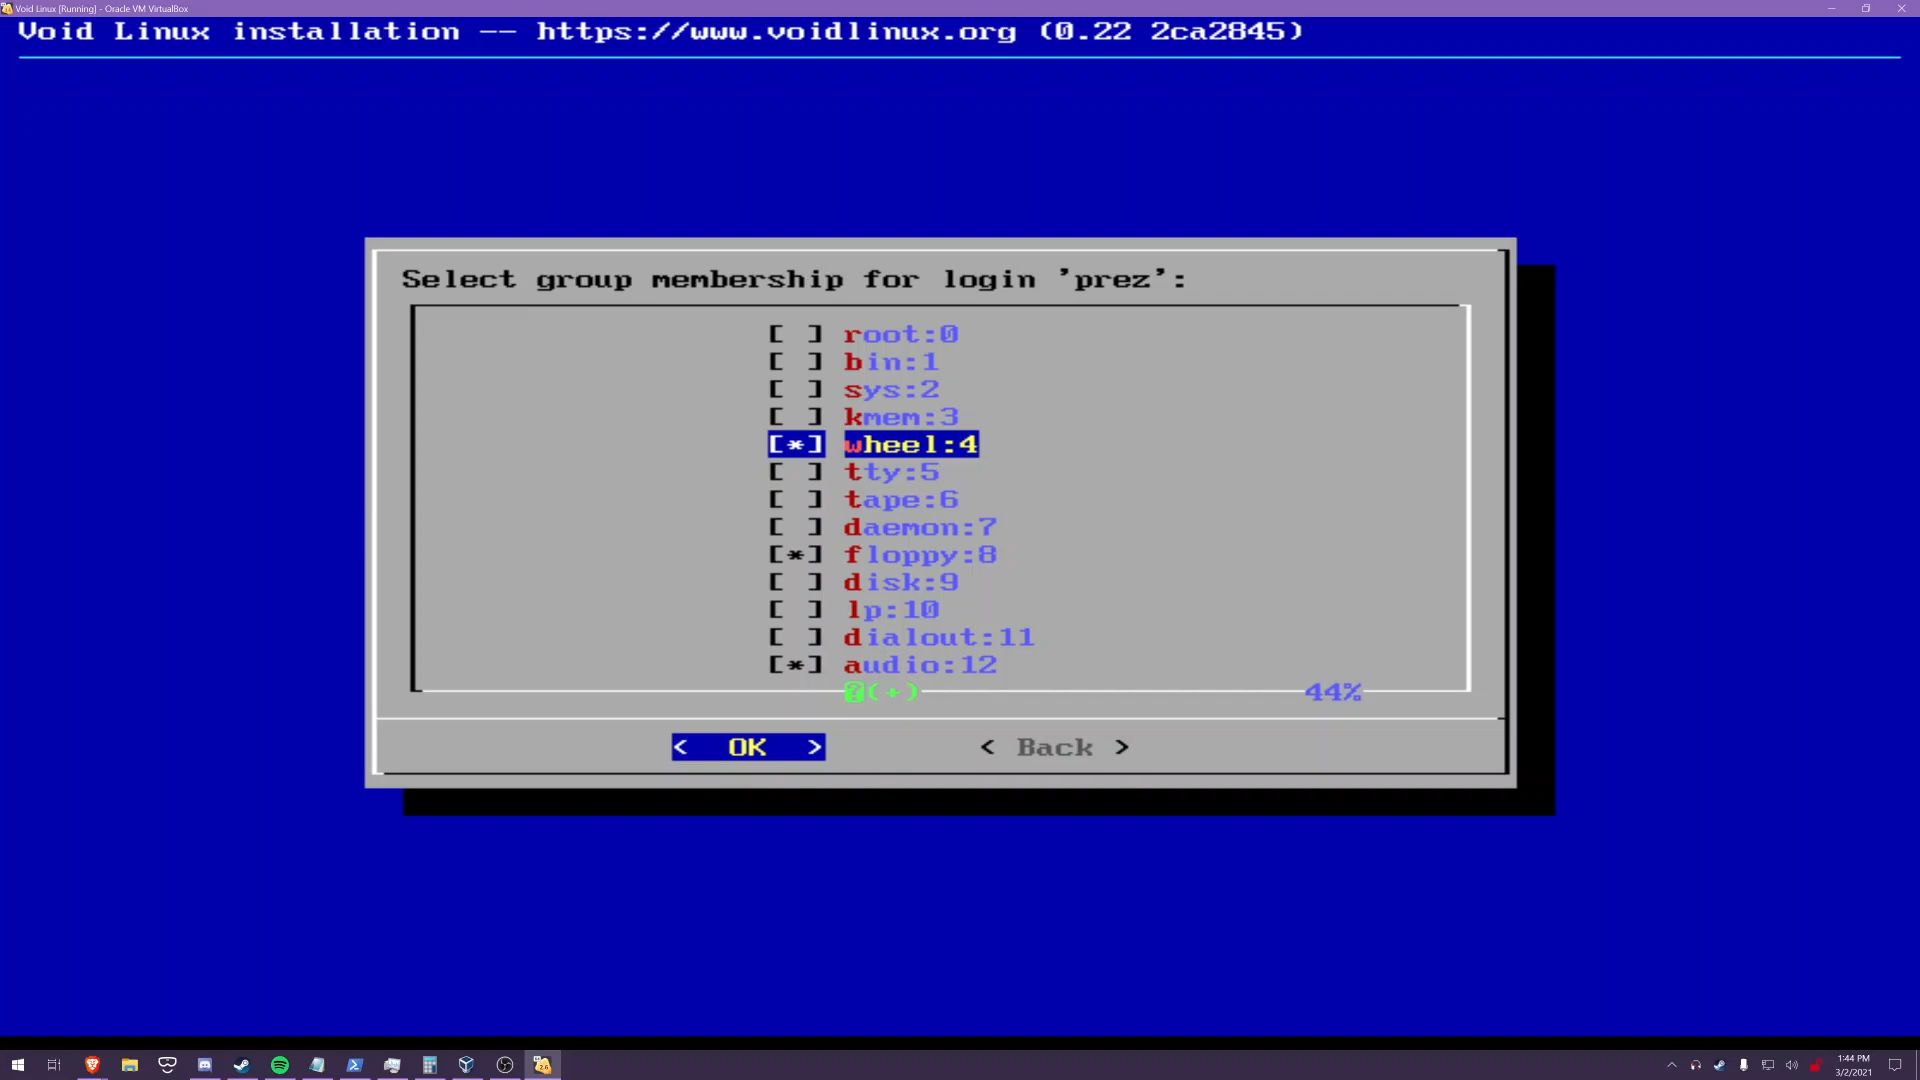 Void Linux [Running] - Oracle VM VirtualBox
Void Linux installation -- https://www.voidlinux.org (0.22 2ca2845)
Select group membership for login 'prez':
[ ] root:0
[ ] bin:1
[ ] sys:2
[ ] kmem:3
[*] wheel:4
[ ] tty:5
[ ] tape:6
[ ] daemon:7
[*] floppy:8
[ ] disk:9
[ ] lp:10
[ ] dialout:11
[*] audio:12
?(+) 44%
< OK > < Back >
1:44 PM
3/2/2021